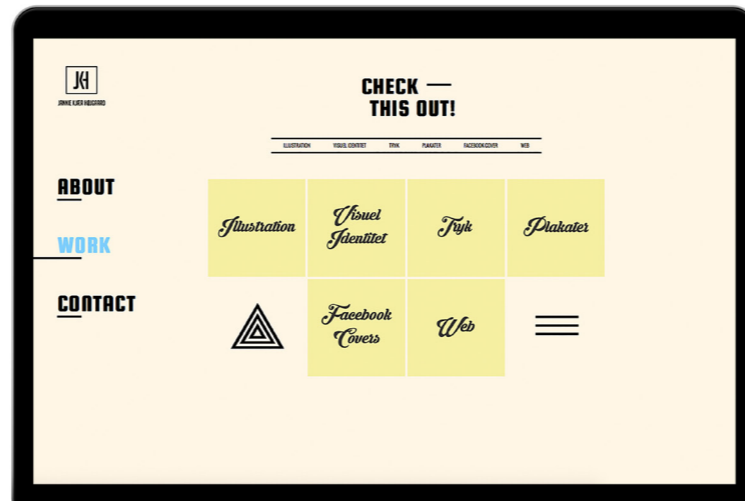 JKH
ABOUT
WORK
CONTACT
CHECK —
THIS OUT!
ILLUSTRATION VISUEL IDENTITET TRYK PLAKATER FACEBOOK COVER WEB
Illustration
Visuel
Identitet
Tryk
Plakater
Facebook
Covers
Web